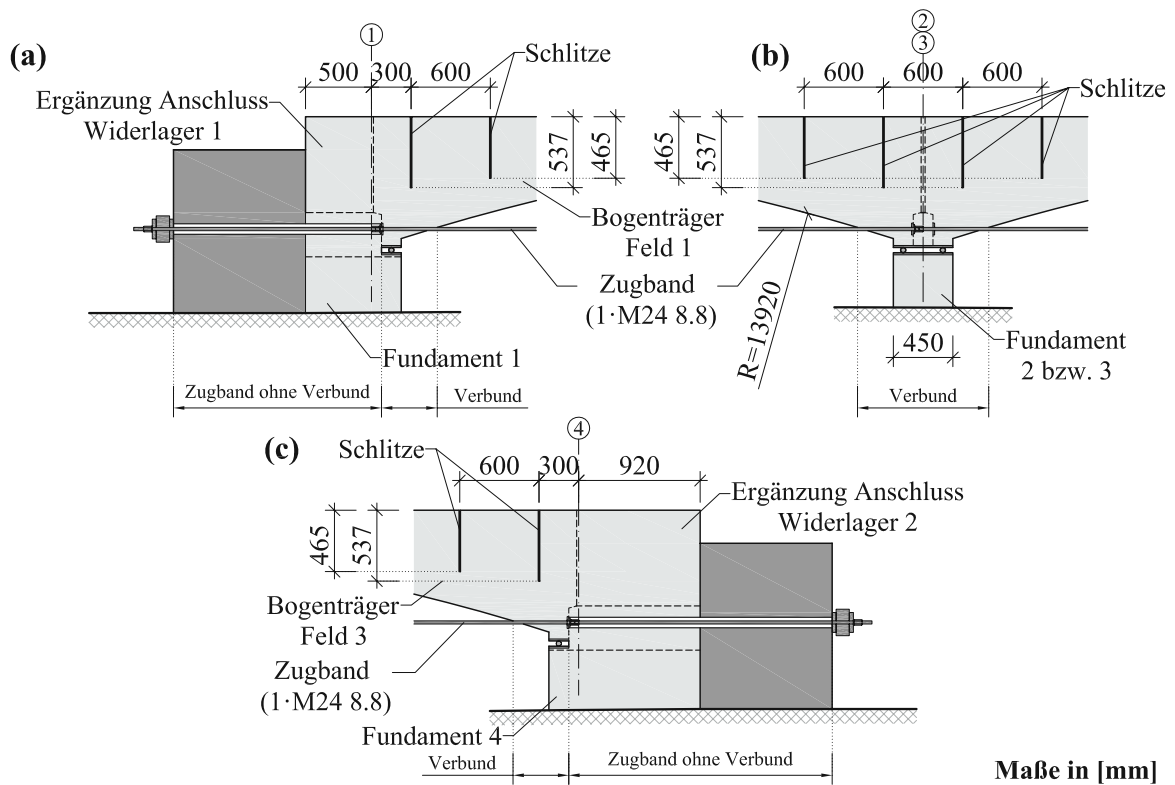 (a)
1
500 300 600
Schlitze
Ergänzung Anschluss
Widerlager 1
537
465
Bogenträger
Feld 1
Zugband
(1·M24 8.8)
Fundament 1
Zugband ohne Verbund
Verbund
(b)
2
3
600 600 600
Schlitze
465
537
R=13920
450
Fundament
2 bzw. 3
Verbund
(c)
4
Schlitze
600 300 920
Ergänzung Anschluss
Widerlager 2
465
537
Bogenträger
Feld 3
Zugband
(1·M24 8.8)
Fundament 4
Verbund
Zugband ohne Verbund
Maße in [mm]